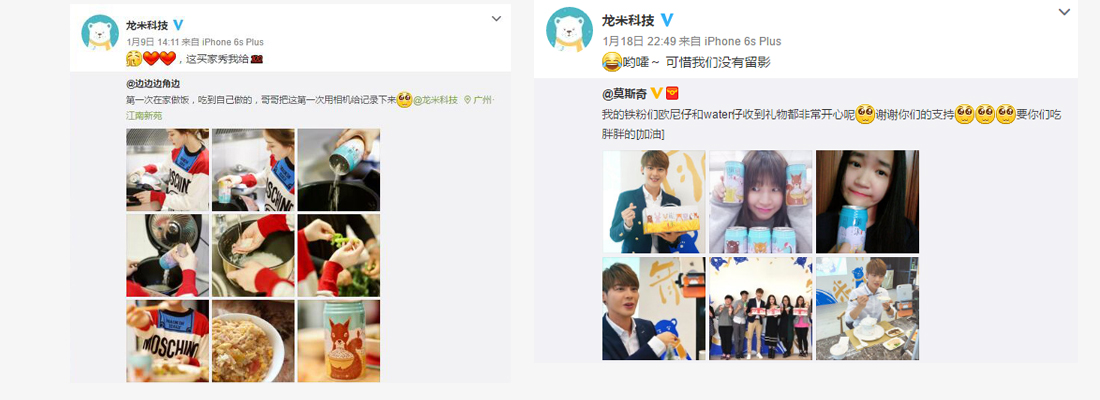 龙米科技
1月9日 14:11 来自 iPhone 6s Plus
，这买家秀我给
@边边边角边
第一次在家做饭，吃到自己做的，哥哥把这第一次用相机给记录下来@龙米科技 广州·
江南新苑
MOSCHINO
MOSCHINO
龙米科技
1月18日 22:49 来自 iPhone 6s Plus
哟嚯～ 可惜我们没有留影
@莫斯奇
我的铁粉们欧尼仔和water仔收到礼物都非常开心呢谢谢你们的支持要你们吃
胖胖的[加油]